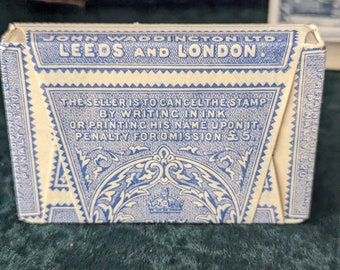 JOHN WADDINGTON LTD
LEEDS AND LONDON.
THE SELLER IS TO CANCEL THE STAMP
BY WRITING IN INK
OR PRINTING HIS NAME UPON IT
PENALTY FOR OMISSION £5.